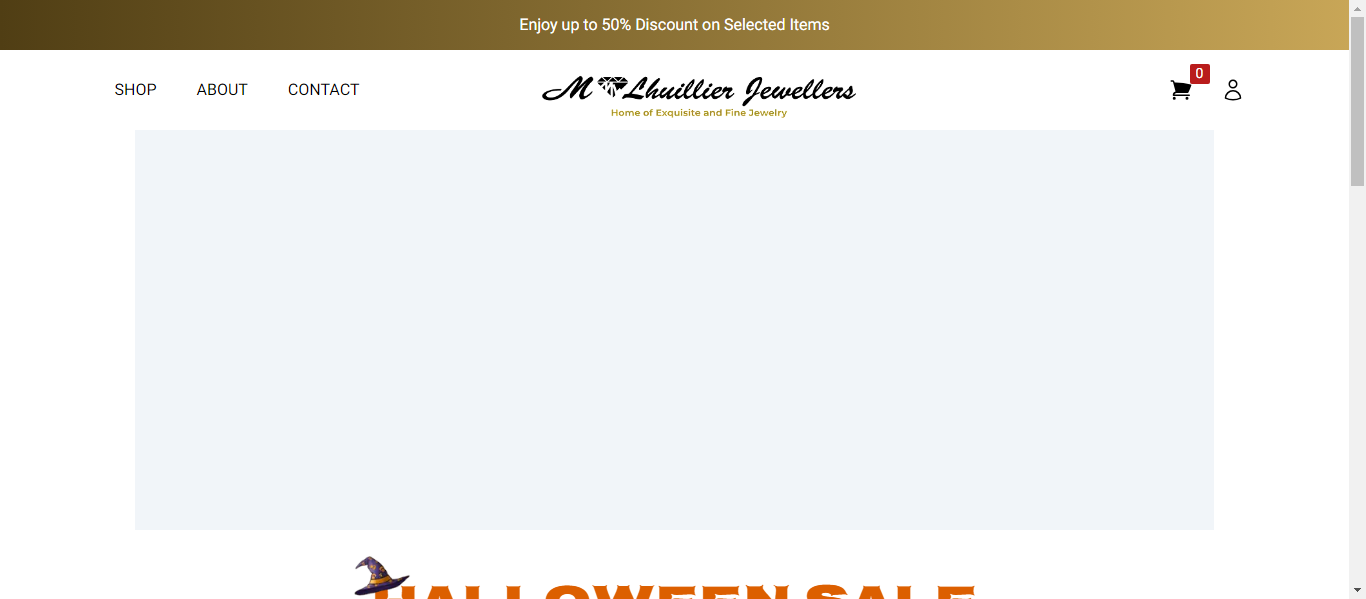 Enjoy up to 50% Discount on Selected Items
SHOP ABOUT CONTACT
M Lhuillier Jewellers
Home of Exquisite and Fine Jewelry
0
HALLOWEEN SALE